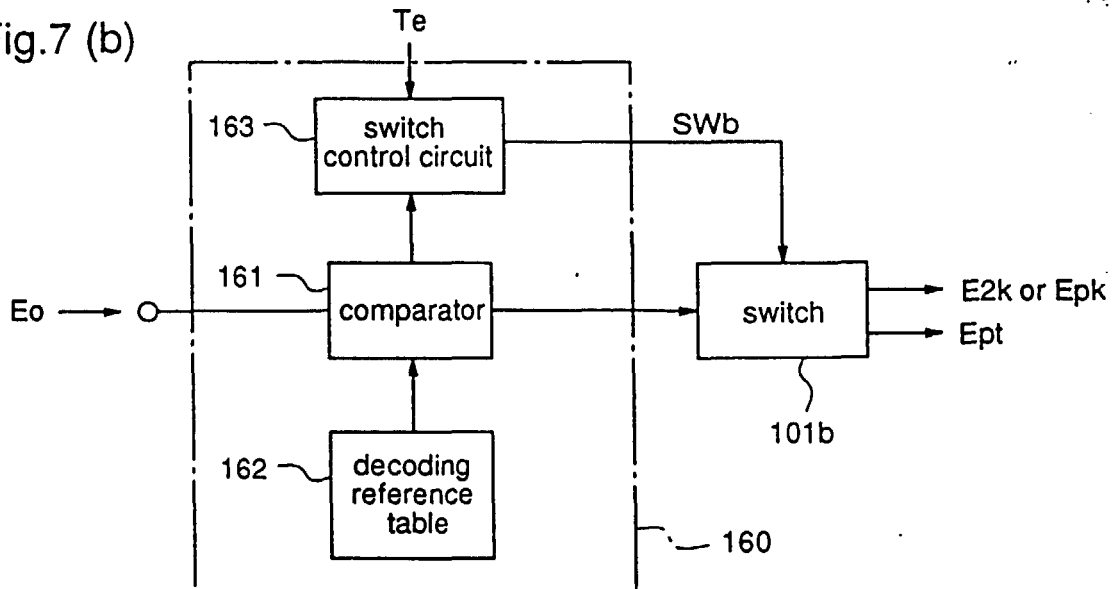 ig.7 (b)
Te
163
switch
control circuit
SWb
161
Eo
comparator
switch
E2k or Epk
Ept
101b
162
decoding
reference
table
160